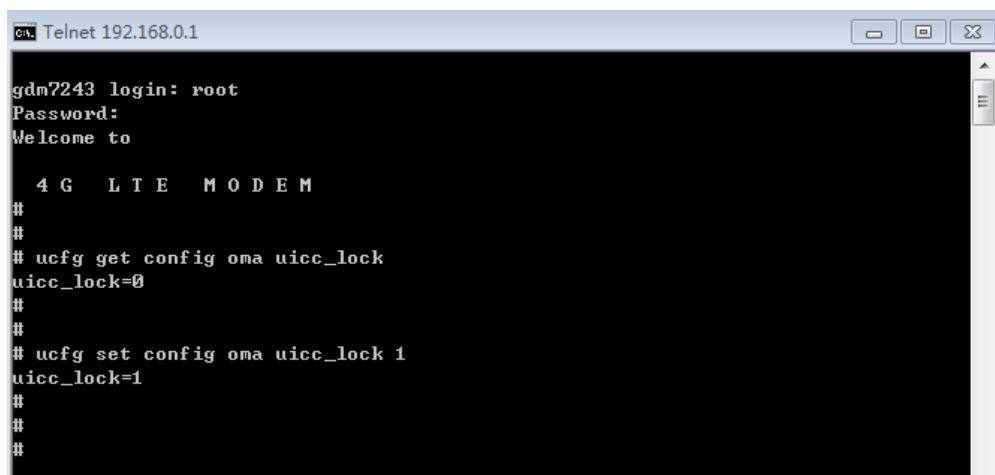 Telnet 192.168.0.1
gdm7243 login: root
Password:
Welcome to
4 G   L T E   M O D E M
#
#
# ucfg get config oma uicc_lock
uicc_lock=0
#
#
# ucfg set config oma uicc_lock 1
uicc_lock=1
#
#
#